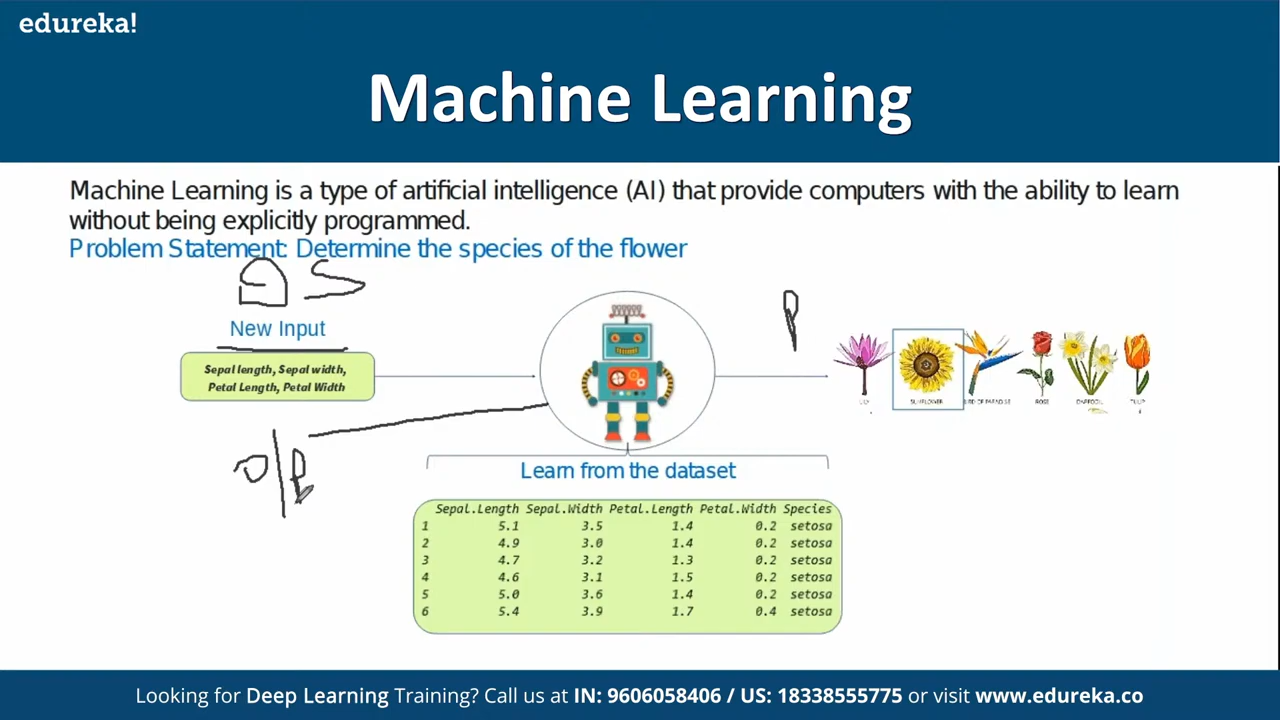 edureka!
Machine Learning
Machine Learning is a type of artificial intelligence (AI) that provide computers with the ability to learn
without being explicitly programmed.
Problem Statement: Determine the species of the flower
S
P
New Input
Sepal length, Sepal width,
Petal Length, Petal Width
SUNFLOWER
BIRD OF PARADISE
ROSE
DAFFODIL
TULIP
O/P
Learn from the dataset
Sepal.Length Sepal.Width Petal.Length Petal.Width Species
1 5.1 3.5 1.4 0.2 setosa
2 4.9 3.0 1.4 0.2 setosa
3 4.7 3.2 1.3 0.2 setosa
4 4.6 3.1 1.5 0.2 setosa
5 5.0 3.6 1.4 0.2 setosa
6 5.4 3.9 1.7 0.4 setosa
Looking for Deep Learning Training? Call us at IN: 9606058406 / US: 18338555775 or visit www.edureka.co